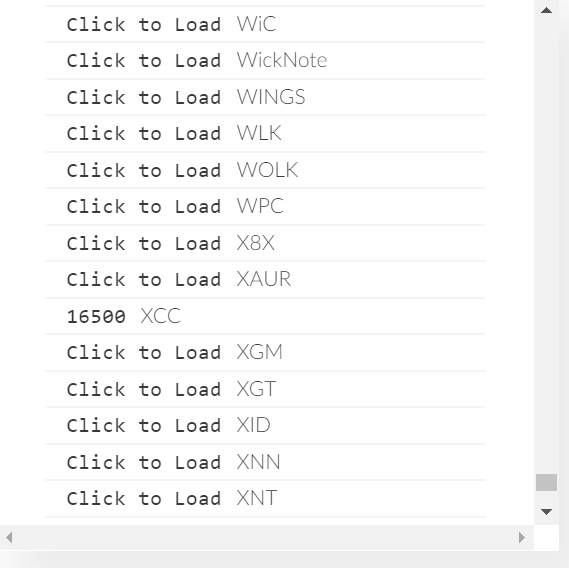 Click to Load WiC
Click to Load WickNote
Click to Load WINGS
Click to Load WLK
Click to Load WOLK
Click to Load WPC
Click to Load X8X
Click to Load XAUR
16500 XCC
Click to Load XGM
Click to Load XGT
Click to Load XID
Click to Load XNN
Click to Load XNT